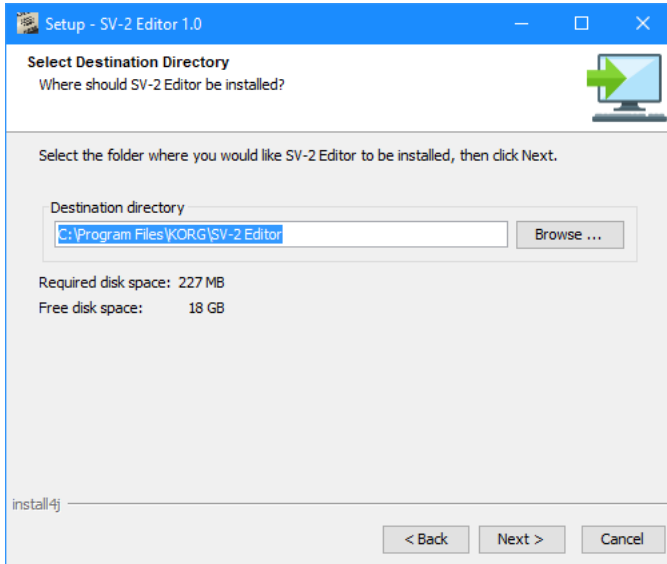 Setup - SV-2 Editor 1.0
Select Destination Directory
Where should SV-2 Editor be installed?
Select the folder where you would like SV-2 Editor to be installed, then click Next.
Destination directory
C:\Program Files\KORG\SV-2 Editor
Browse ...
Required disk space: 227 MB
Free disk space: 18 GB
install4j
< Back Next > Cancel